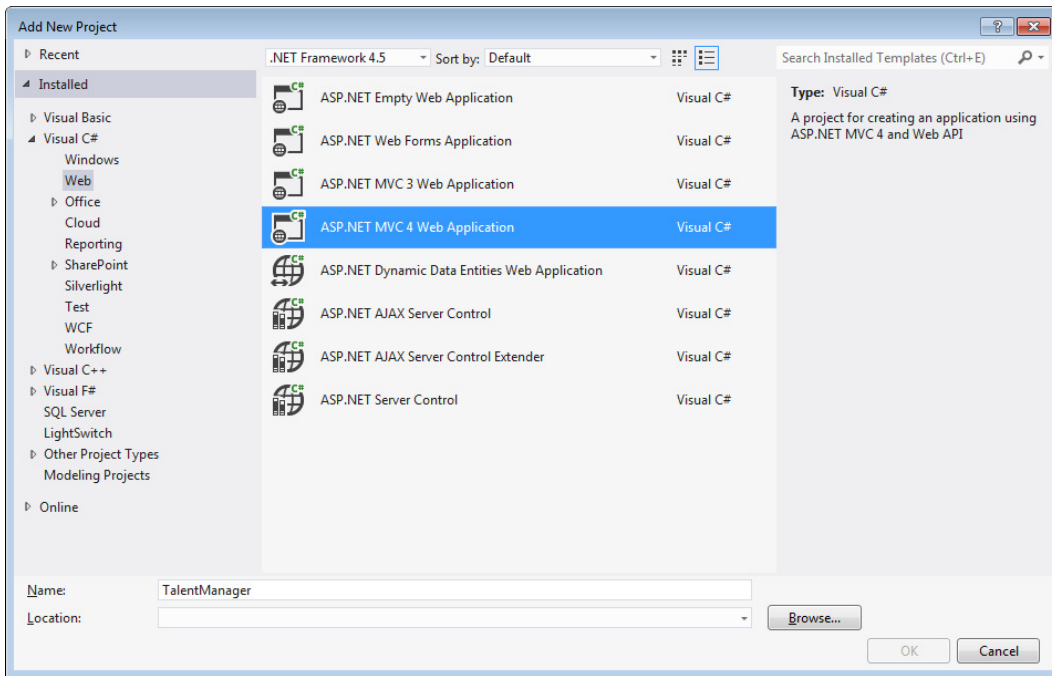 Add New Project
Recent
Installed
Visual Basic
Visual C#
Windows
Web
Office
Cloud
Reporting
SharePoint
Silverlight
Test
WCF
Workflow
Visual C++
Visual F#
SQL Server
LightSwitch
Other Project Types
Modeling Projects
Online
.NET Framework 4.5 Sort by: Default
C# ASP.NET Empty Web Application Visual C#
C# ASP.NET Web Forms Application Visual C#
C# ASP.NET MVC 3 Web Application Visual C#
C# ASP.NET MVC 4 Web Application Visual C#
C# ASP.NET Dynamic Data Entities Web Application Visual C#
C# ASP.NET AJAX Server Control Visual C#
C# ASP.NET AJAX Server Control Extender Visual C#
C# ASP.NET Server Control Visual C#
Search Installed Templates (Ctrl+E)
Type: Visual C#
A project for creating an application using
ASP.NET MVC 4 and Web API
Name: TalentManager
Location: Browse...
OK Cancel